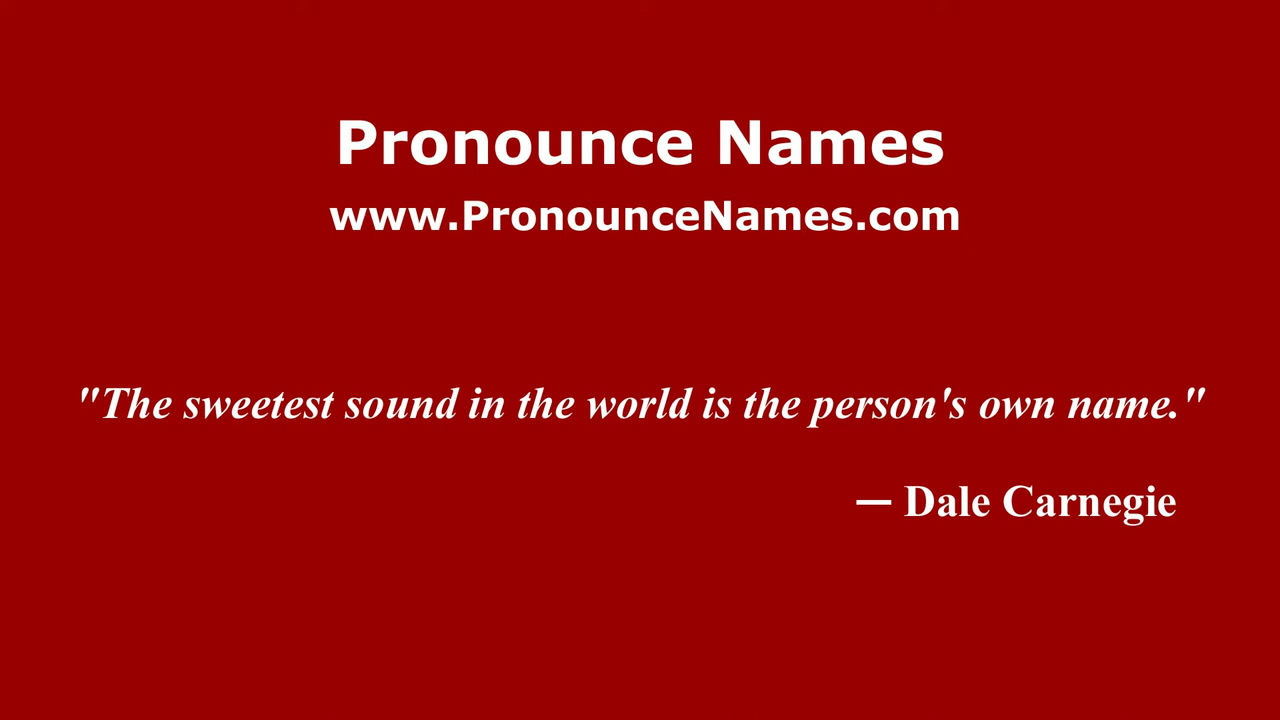 Pronounce Names
www.PronounceNames.com
"The sweetest sound in the world is the person's own name."
— Dale Carnegie